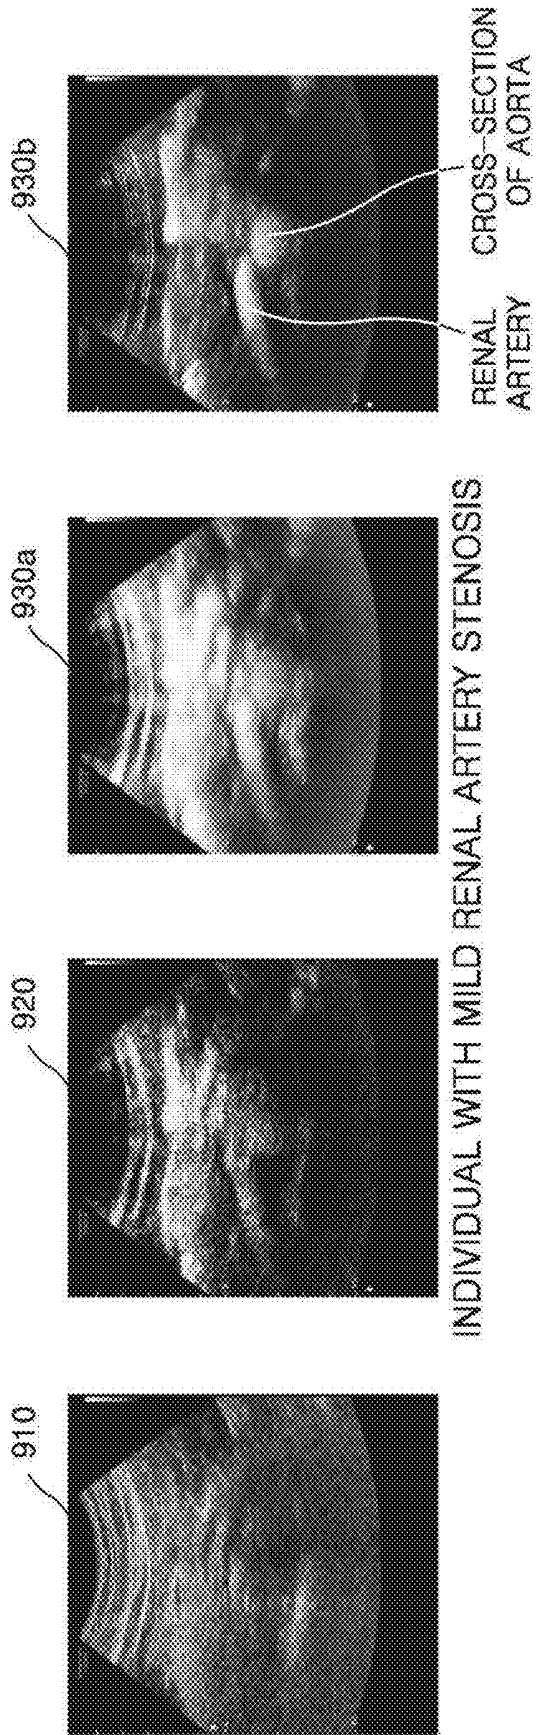 910
920
930a
930b
INDIVIDUAL WITH MILD RENAL ARTERY STENOSIS
RENAL
ARTERY
CROSS-SECTION
OF AORTA